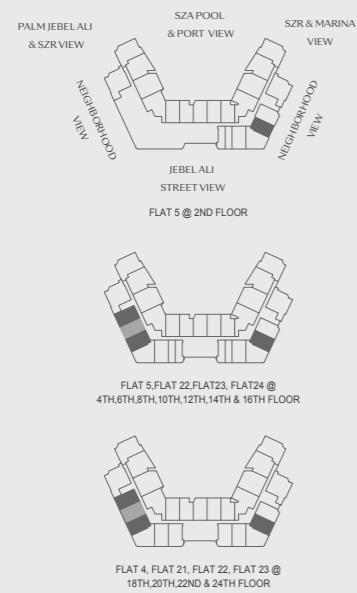 PALM JEBEL ALI
& SZR VIEW
SZA POOL
& PORT VIEW
SZR & MARINA
VIEW
NEIGHBORHOOD
VIEW
NEIGHBORHOOD
VIEW
JEBEL ALI
STREET VIEW
FLAT 5 @ 2ND FLOOR
FLAT 5,FLAT 22,FLAT23, FLAT24 @
4TH,6TH,8TH,10TH,12TH,14TH & 16TH FLOOR
FLAT 4, FLAT 21, FLAT 22, FLAT 23 @
18TH,20TH,22ND & 24TH FLOOR